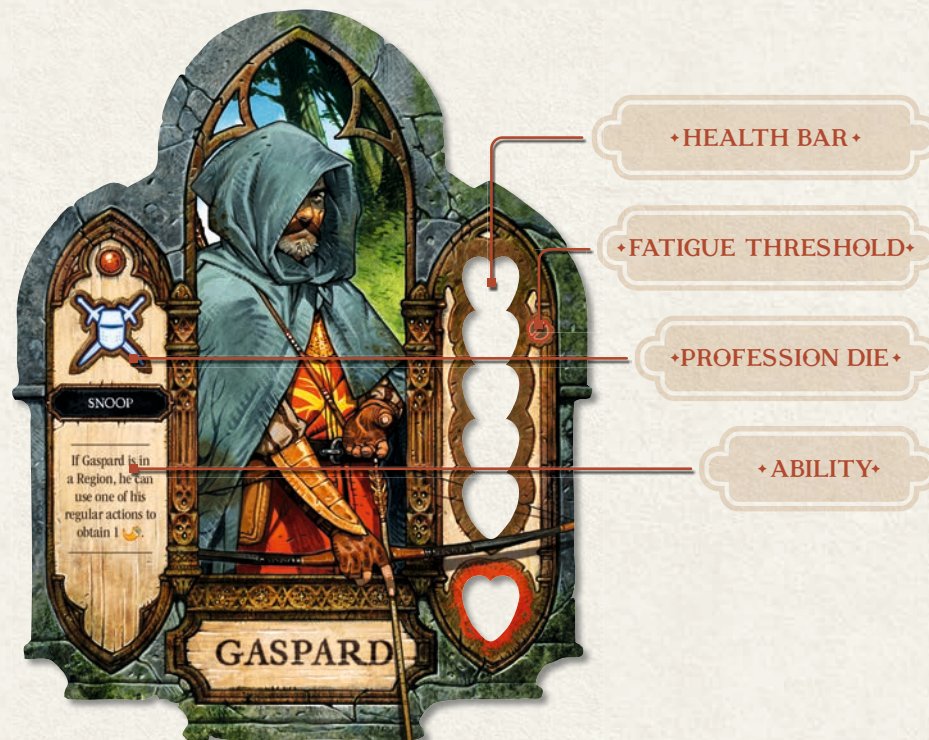 HEALTH BAR
FATIGUE THRESHOLD
PROFESSION DIE
ABILITY
SNOOP
If Gaspard is in
a Region, he can
use one of his
regular actions to
obtain 1 .
GASPARD